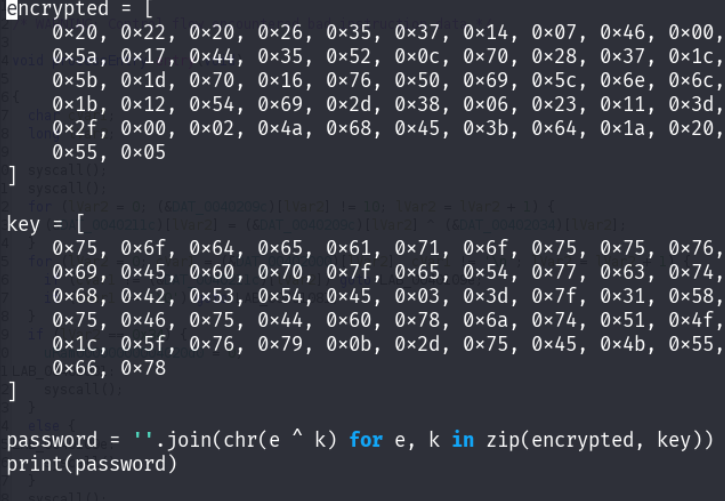 encrypted = [
0x20, 0x22, 0x20, 0x26, 0x35, 0x37, 0x14, 0x07, 0x46, 0x00,
0x5a, 0x17, 0x44, 0x35, 0x52, 0x0c, 0x70, 0x28, 0x37, 0x1c,
0x5b, 0x1d, 0x70, 0x16, 0x76, 0x50, 0x69, 0x5c, 0x6e, 0x6c,
0x1b, 0x12, 0x54, 0x69, 0x2d, 0x38, 0x06, 0x23, 0x11, 0x3d,
0x2f, 0x00, 0x02, 0x4a, 0x68, 0x45, 0x3b, 0x64, 0x1a, 0x20,
0x55, 0x05
]
key = [
0x75, 0x6f, 0x64, 0x65, 0x61, 0x71, 0x6f, 0x75, 0x75, 0x76,
0x69, 0x45, 0x60, 0x70, 0x7f, 0x65, 0x54, 0x77, 0x63, 0x74,
0x68, 0x42, 0x53, 0x54, 0x45, 0x03, 0x3d, 0x7f, 0x31, 0x58,
0x75, 0x46, 0x75, 0x44, 0x60, 0x78, 0x6a, 0x74, 0x51, 0x4f,
0x1c, 0x5f, 0x76, 0x79, 0x0b, 0x2d, 0x75, 0x45, 0x4b, 0x55,
0x66, 0x78
]
password = ''.join(chr(e ^ k) for e, k in zip(encrypted, key))
print(password)